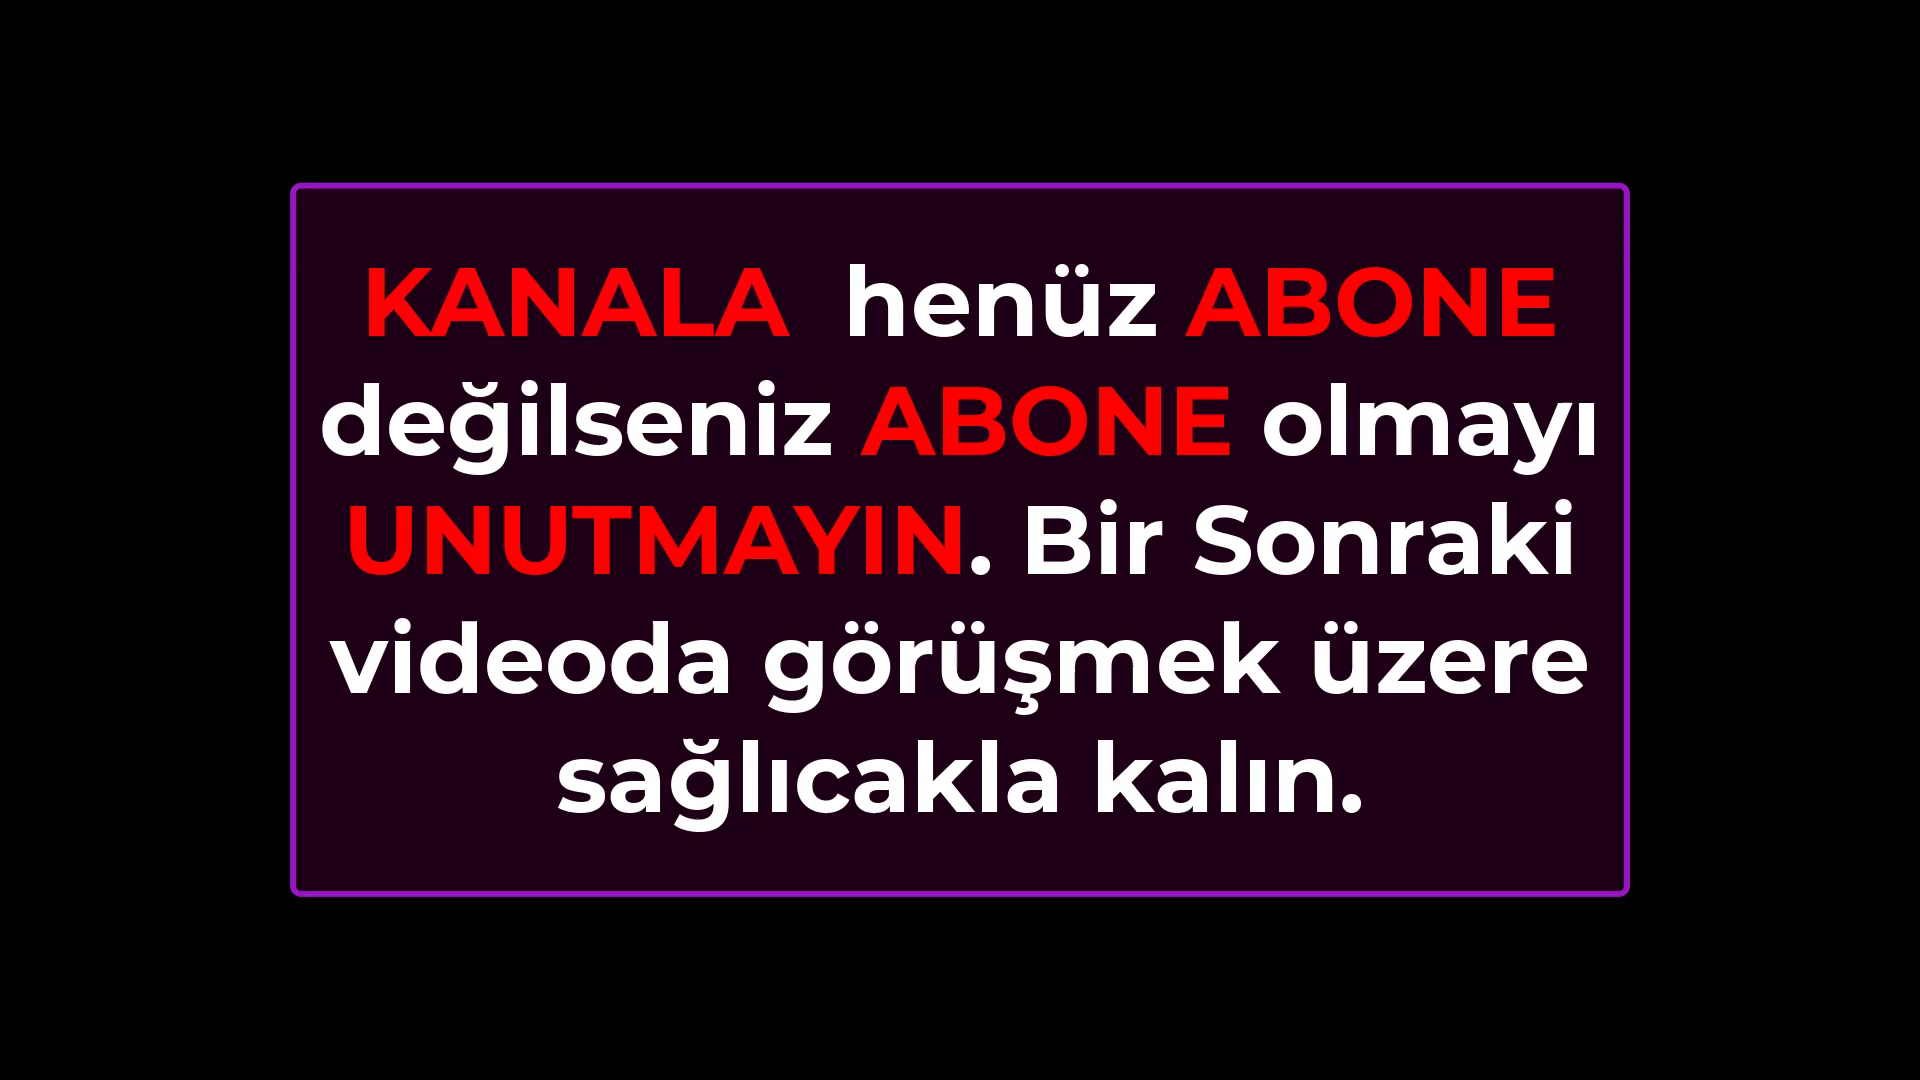 KANALA henüz ABONE
değilseniz ABONE olmayı
UNUTMAYIN. Bir Sonraki
videoda görüşmek üzere
sağlıcakla kalın.